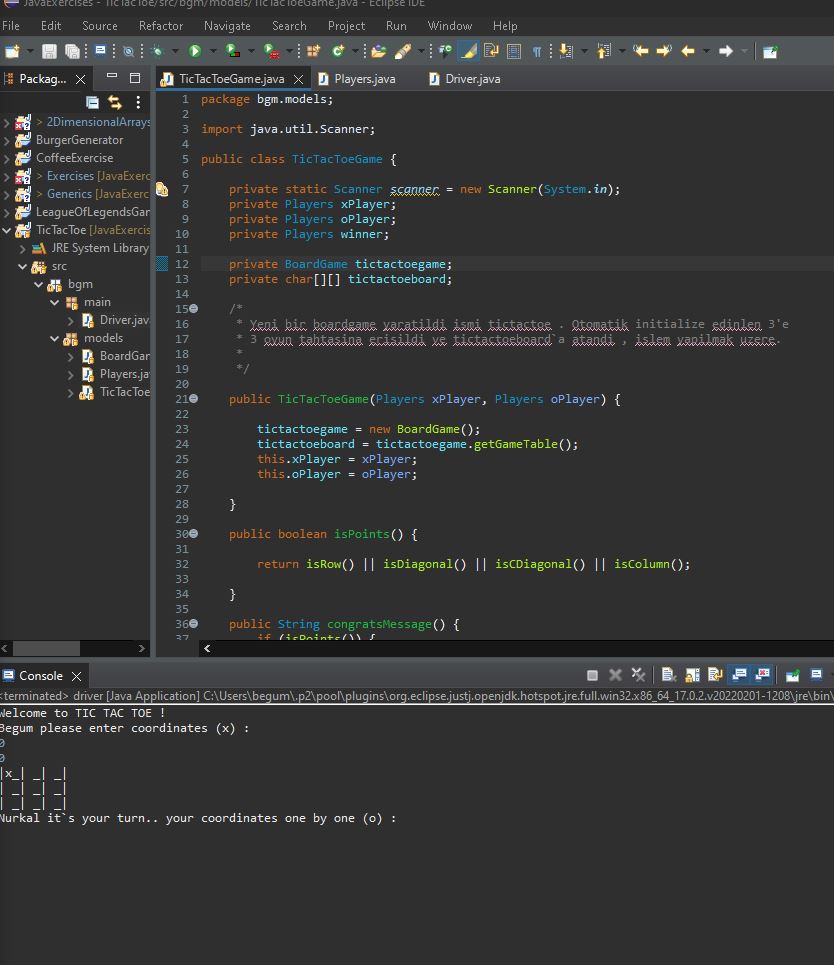 JavaExercises - TicTacToe/src/bgm/models/TicTacToeGame.java - Eclipse IDE
File Edit Source Refactor Navigate Search Project Run Window Help
Packag...
TicTacToeGame.java Players.java Driver.java
> 2DimensionalArrays
BurgerGenerator
CoffeeExercise
> Exercises [JavaExerc
> Generics [JavaExerc
LeagueOfLegendsGar
TicTacToe [JavaExercis
JRE System Library
src
bgm
main
Driver.java
models
BoardGar
Players.ja
TicTacToe
1 package bgm.models;
2
3 import java.util.Scanner;
4
5 public class TicTacToeGame {
6
7 private static Scanner scanner = new Scanner(System.in);
8 private Players xPlayer;
9 private Players oPlayer;
10 private Players winner;
11
12 private BoardGame tictactoegame;
13 private char[][] tictactoeboard;
14
15 /*
16 * Yeni bir boardgame yaratildi ismi tictactoe . Otomatik initialize edinlen 3'e
17 * 3 oyun tahtasina erisildi ve tictactoeboard`a atandi , islem yapilmak uzere.
18 *
19 */
20
21 public TicTacToeGame(Players xPlayer, Players oPlayer) {
22
23 tictactoegame = new BoardGame();
24 tictactoeboard = tictactoegame.getGameTable();
25 this.xPlayer = xPlayer;
26 this.oPlayer = oPlayer;
27
28 }
29
30 public boolean isPoints() {
31
32 return isRow() || isDiagonal() || isCDiagonal() || isColumn();
33
34 }
35
36 public String congratsMessage() {
37 if (isPoints()) {
Console
<terminated> driver [Java Application] C:\Users\begum\.p2\pool\plugins\org.eclipse.justj.openjdk.hotspot.jre.full.win32.x86_64_17.0.2.v20220201-1208\jre\bin\
Welcome to TIC TAC TOE !
Begum please enter coordinates (x) :
0
0
|x_| _| _|
| _| _| _|
| _| _| _|
Nurkal it`s your turn.. your coordinates one by one (o) :